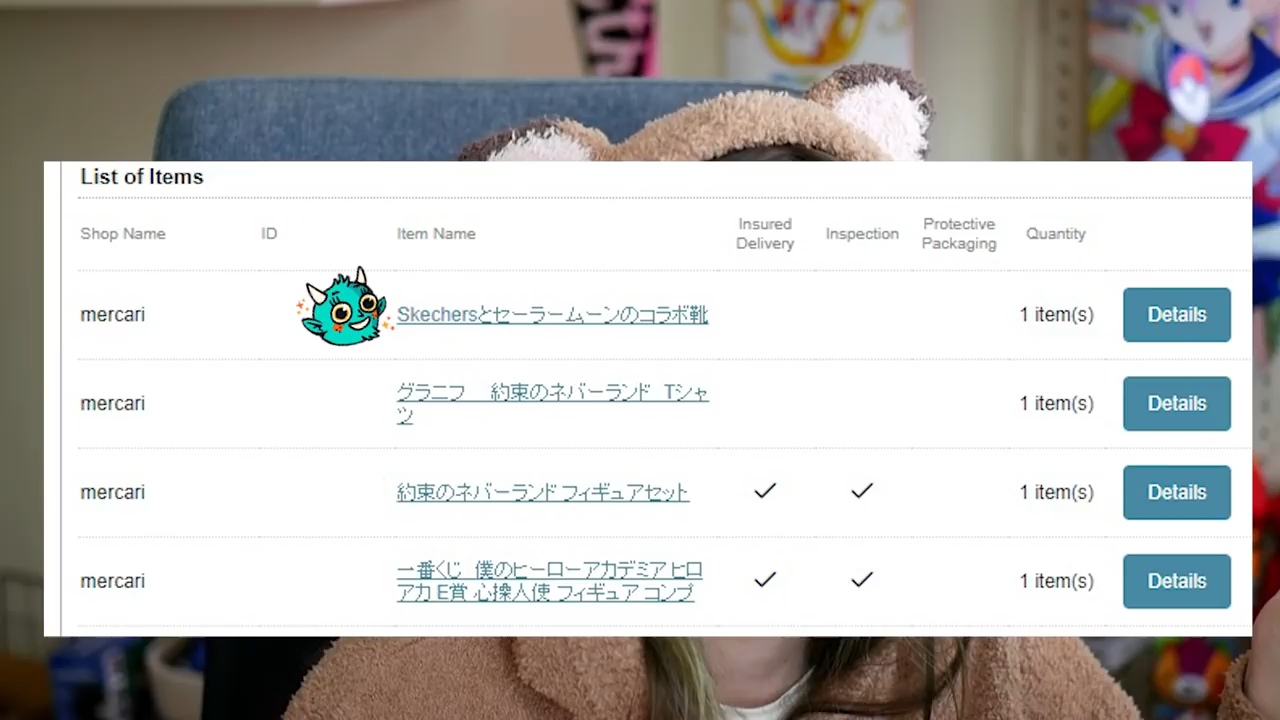 List of Items
Shop Name ID Item Name Insured Delivery Inspection Protective Packaging Quantity
mercari Skechersとセーラームーンのコラボ靴 1 item(s) Details
mercari グラニフ 約束のネバーランド Tシャ
ツ 1 item(s) Details
mercari 約束のネバーランド フィギュアセット 1 item(s) Details
mercari 一番くじ 僕のヒーローアカデミア ヒロ
アカ E賞 心操人使 フィギュア コンプ 1 item(s) Details